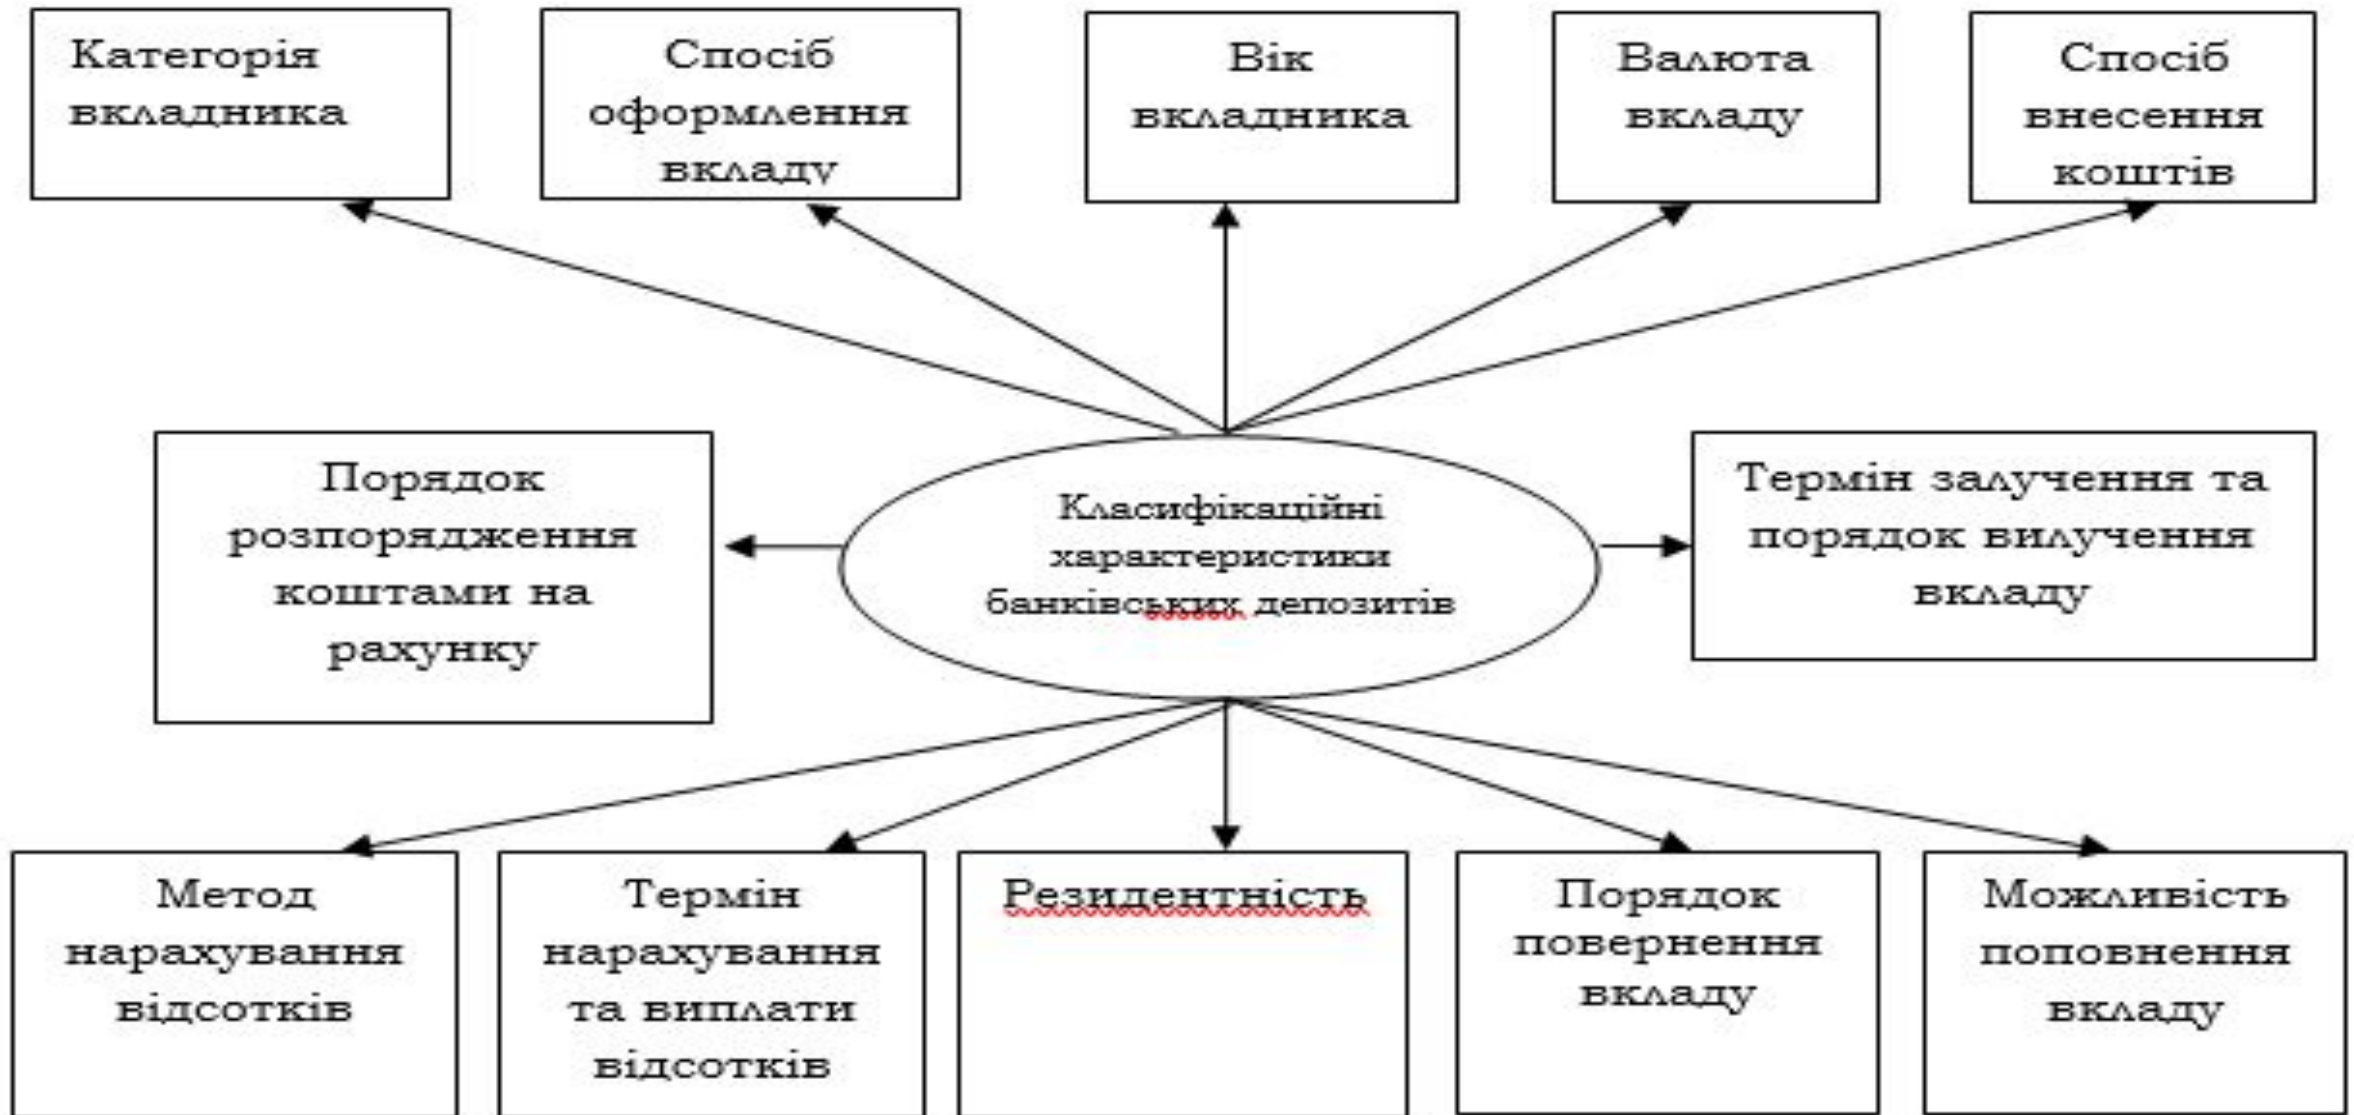 Категорія
вкладника
Спосіб
оформлення
вкладу
Вік
вкладника
Валюта
вкладу
Спосіб
внесення
коштів
Порядок
розпорядження
коштами на
рахунку
Класифікаційні
характеристики
банківських депозитів
Термін залучення та
порядок вилучення
вкладу
Метод
нарахування
відсотків
Термін
нарахування
та виплати
відсотків
Резидентність
Порядок
повернення
вкладу
Можливість
поповнення
вкладу